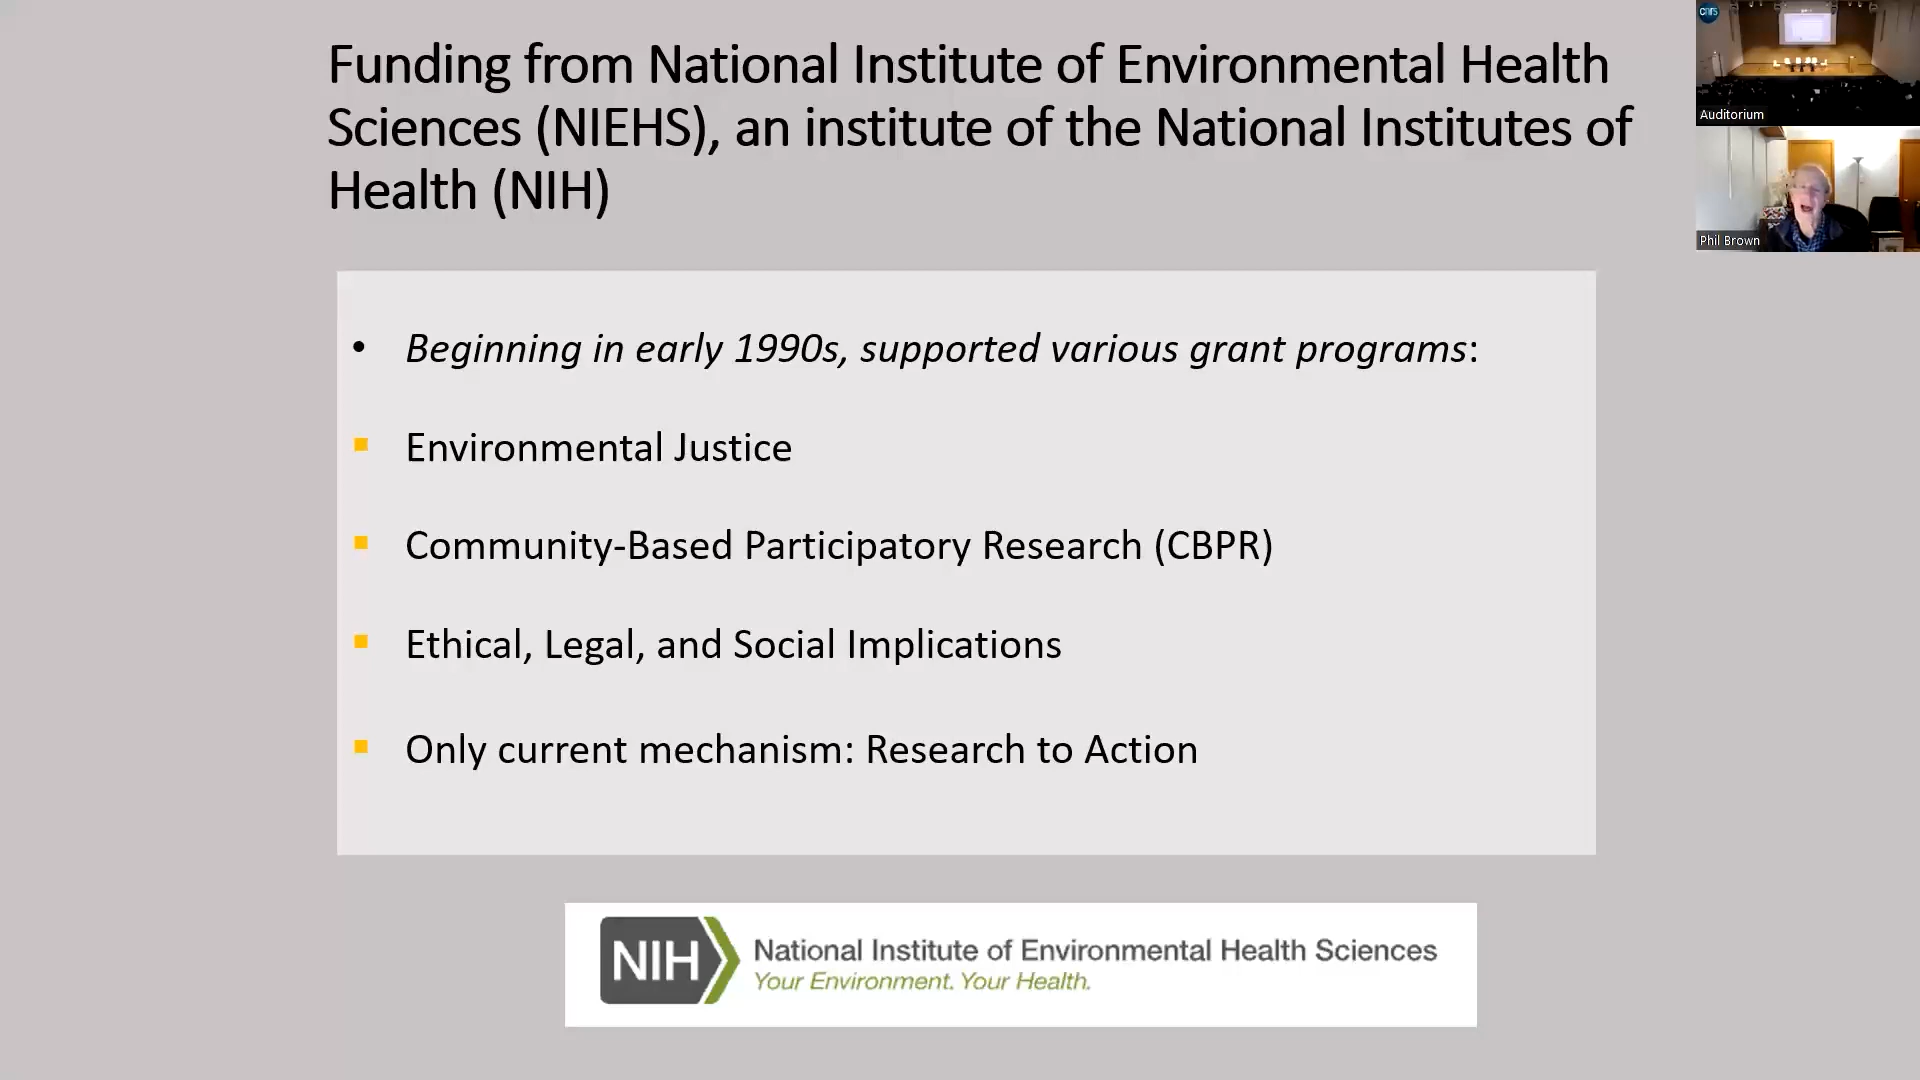 Funding from National Institute of Environmental Health
Sciences (NIEHS), an institute of the National Institutes of
Health (NIH)
cnrs
Auditorium
Phil Brown
• Beginning in early 1990s, supported various grant programs:
▪ Environmental Justice
▪ Community-Based Participatory Research (CBPR)
▪ Ethical, Legal, and Social Implications
▪ Only current mechanism: Research to Action
NIH
National Institute of Environmental Health Sciences
Your Environment. Your Health.